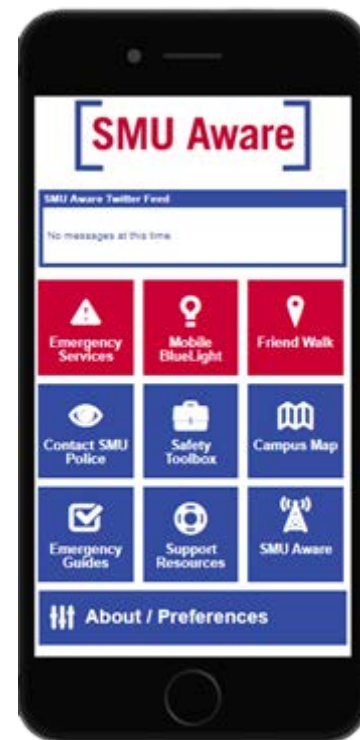 SMU Aware
SMU Aware Twitter Feed
No messages at this time.
Emergency
Services
Mobile
BlueLight
Friend Walk
Contact SMU
Police
Safety
Toolbox
Campus Map
Emergency
Guides
Support
Resources
SMU Aware
About / Preferences